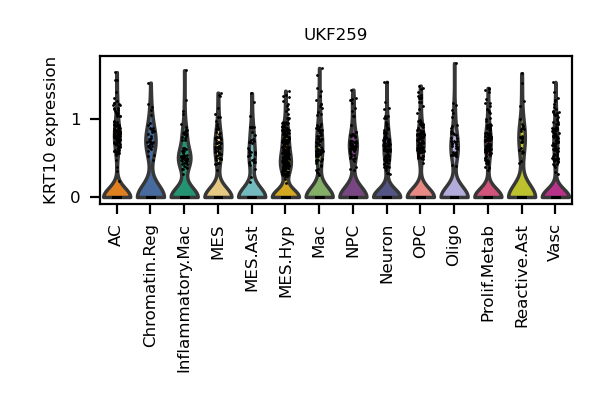 UKF259
KRT10 expression
1
0
AC
Chromatin.Reg
Inflammatory.Mac
MES
MES.Ast
MES.Hyp
Mac
NPC
Neuron
OPC
Oligo
Prolif.Metab
Reactive.Ast
Vasc